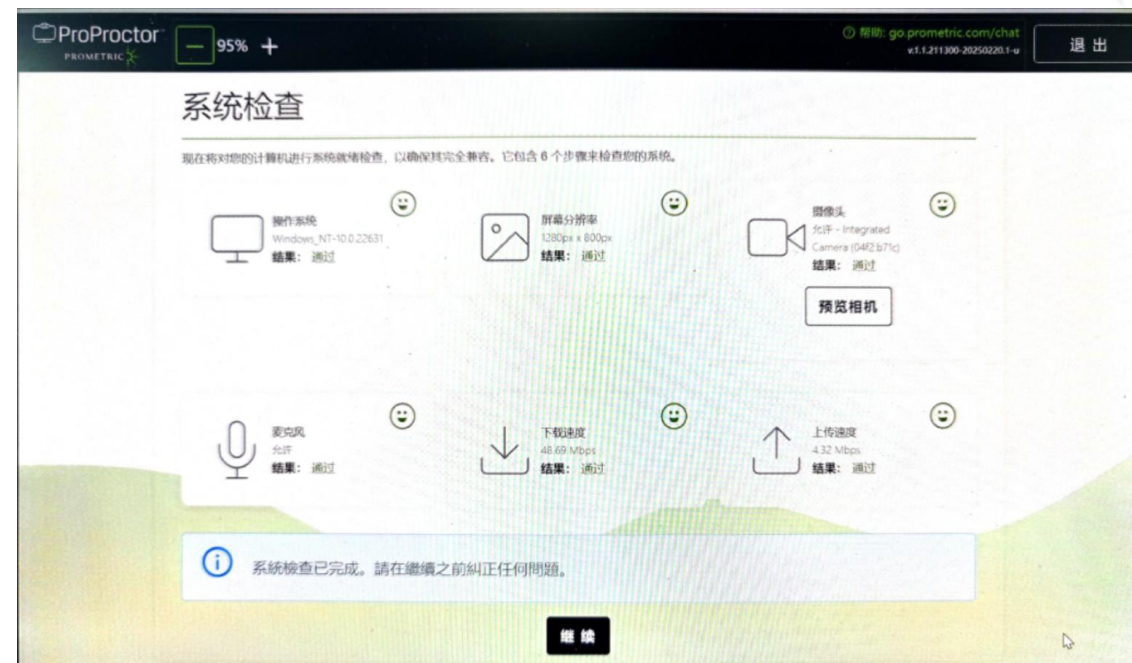 ProProctor
PROMETRIC
95%
帮助: go.prometric.com/chat
v.1.1.211300-20250220.1-u
退出
系统检查
现在将对您的计算机进行系统就绪检查，以确保其完全兼容。它包含 6 个步骤来检查您的系统。
操作系统
Windows_NT-10.0.22631
结果： 通过
屏幕分辨率
1280px x 800px
结果： 通过
摄像头
允许 - Integrated
Camera (04f2:b71c)
结果： 通过
预览相机
麦克风
允许
结果： 通过
下载速度
48.69 Mbps
结果： 通过
上传速度
4.32 Mbps
结果： 通过
系統檢查已完成。請在繼續之前糾正任何問題。
继续